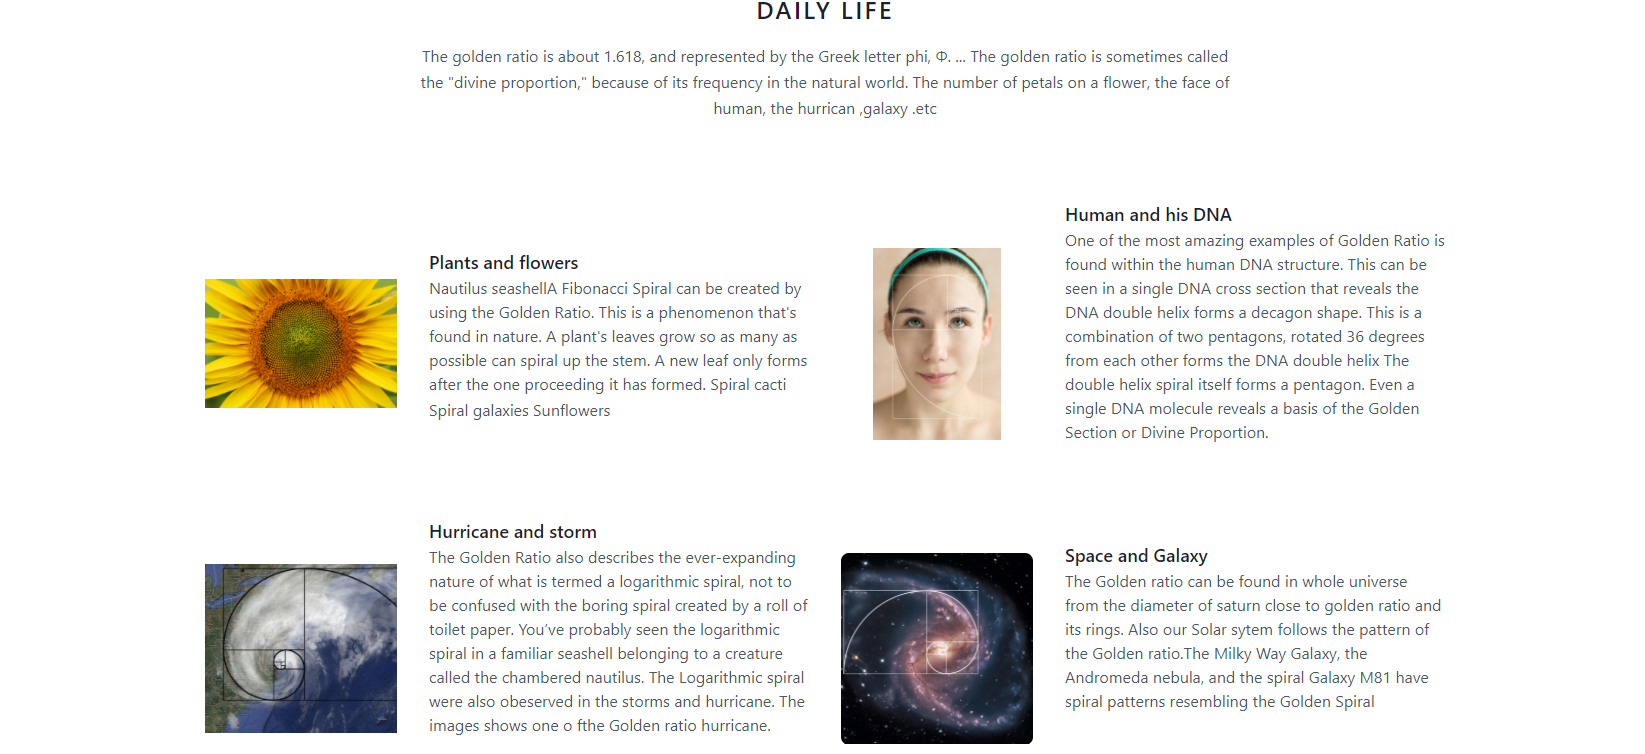 DAILY LIFE
The golden ratio is about 1.618, and represented by the Greek letter phi, Φ. ... The golden ratio is sometimes called
the "divine proportion," because of its frequency in the natural world. The number of petals on a flower, the face of
human, the hurrican ,galaxy .etc
Plants and flowers
Nautilus seashellA Fibonacci Spiral can be created by
using the Golden Ratio. This is a phenomenon that's
found in nature. A plant's leaves grow so as many as
possible can spiral up the stem. A new leaf only forms
after the one proceeding it has formed. Spiral cacti
Spiral galaxies Sunflowers
Human and his DNA
One of the most amazing examples of Golden Ratio is
found within the human DNA structure. This can be
seen in a single DNA cross section that reveals the
DNA double helix forms a decagon shape. This is a
combination of two pentagons, rotated 36 degrees
from each other forms the DNA double helix The
double helix spiral itself forms a pentagon. Even a
single DNA molecule reveals a basis of the Golden
Section or Divine Proportion.
Hurricane and storm
The Golden Ratio also describes the ever-expanding
nature of what is termed a logarithmic spiral, not to
be confused with the boring spiral created by a roll of
toilet paper. You've probably seen the logarithmic
spiral in a familiar seashell belonging to a creature
called the chambered nautilus. The Logarithmic spiral
were also obeserved in the storms and hurricane. The
images shows one o fthe Golden ratio hurricane.
Space and Galaxy
The Golden ratio can be found in whole universe
from the diameter of saturn close to golden ratio and
its rings. Also our Solar sytem follows the pattern of
the Golden ratio.The Milky Way Galaxy, the
Andromeda nebula, and the spiral Galaxy M81 have
spiral patterns resembling the Golden Spiral